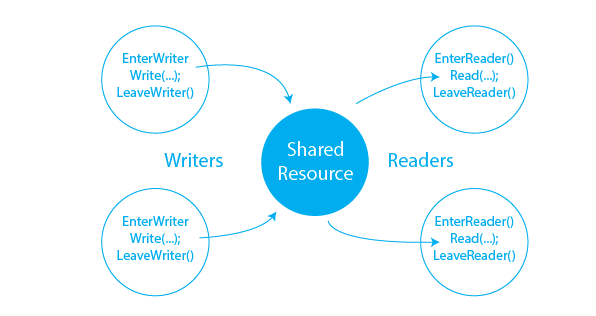 EnterWriter
Write(...);
LeaveWriter()
EnterReader()
Read(...);
LeaveReader()
Writers
Shared
Resource
Readers
EnterWriter
Write(...);
LeaveWriter()
EnterReader()
Read(...);
LeaveReader()